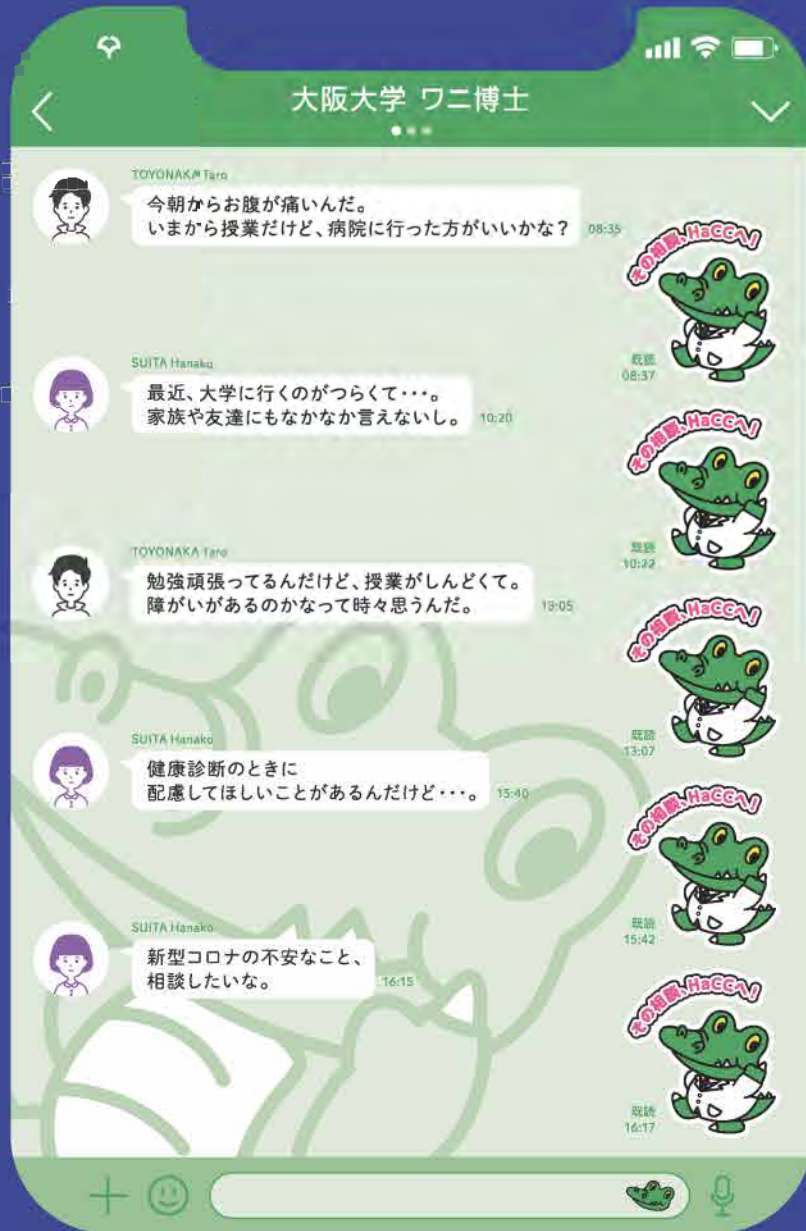 大阪大学 ワニ博士
TOYONAKA Taro
今朝からお腹が痛いんだ。
いまから授業だけど、病院に行った方がいいかな?
08:35
その相談、HaCCへ!
既読
08:37
SUITA Hanako
最近、大学に行くのがつらくて・・・。
家族や友達にもなかなか言えないし。
10:20
その相談、HaCCへ!
既読
10:22
TOYONAKA Taro
勉強頑張ってるんだけど、授業がしんどくて。
障がいがあるのかなって時々思うんだ。
13:05
その相談、HaCCへ!
既読
13:07
SUITA Hanako
健康診断のときに
配慮してほしいことがあるんだけど・・・。
15:40
その相談、HaCCへ!
既読
15:42
SUITA Hanako
新型コロナの不安なこと、
相談したいな。
16:15
その相談、HaCCへ!
既読
16:17